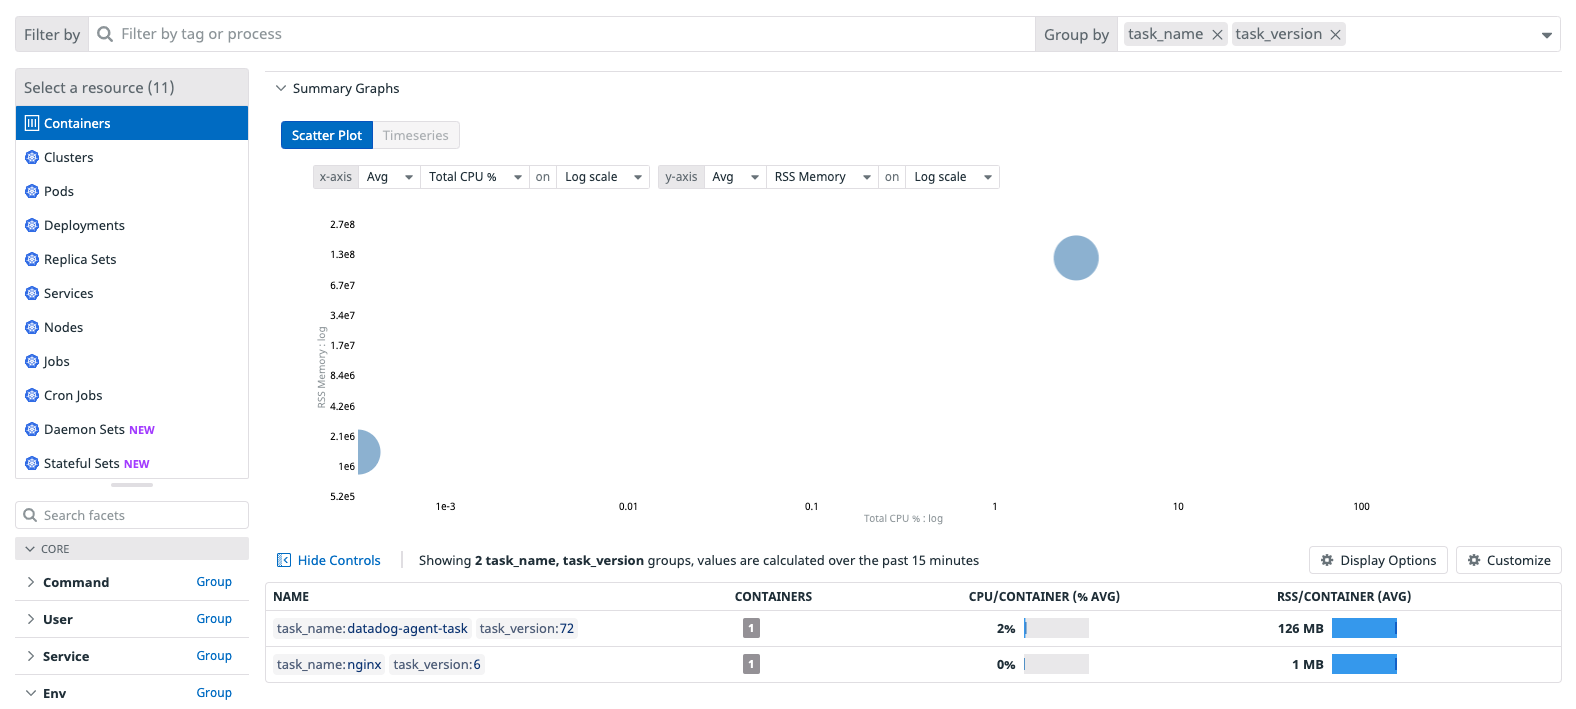 Filter by Filter by tag or process Group by task_name task_version
Select a resource (11)
Containers
Clusters
Pods
Deployments
Replica Sets
Services
Nodes
Jobs
Cron Jobs
Daemon Sets NEW
Stateful Sets NEW
Search facets
CORE
Command Group
User Group
Service Group
Env Group
Summary Graphs
Scatter Plot Timeseries
x-axis Avg Total CPU % on Log scale y-axis Avg RSS Memory on Log scale
2.7e8
1.3e8
6.7e7
3.4e7
1.7e7
8.4e6
4.2e6
2.1e6
1e6
5.2e5
RSS Memory : log
1e-3 0.01 0.1 1 10 100
Total CPU % : log
Hide Controls Showing 2 task_name, task_version groups, values are calculated over the past 15 minutes Display Options Customize
NAME CONTAINERS CPU/CONTAINER (% AVG) RSS/CONTAINER (AVG)
task_name:datadog-agent-task task_version:72 1 2% 126 MB
task_name:nginx task_version:6 1 0% 1 MB